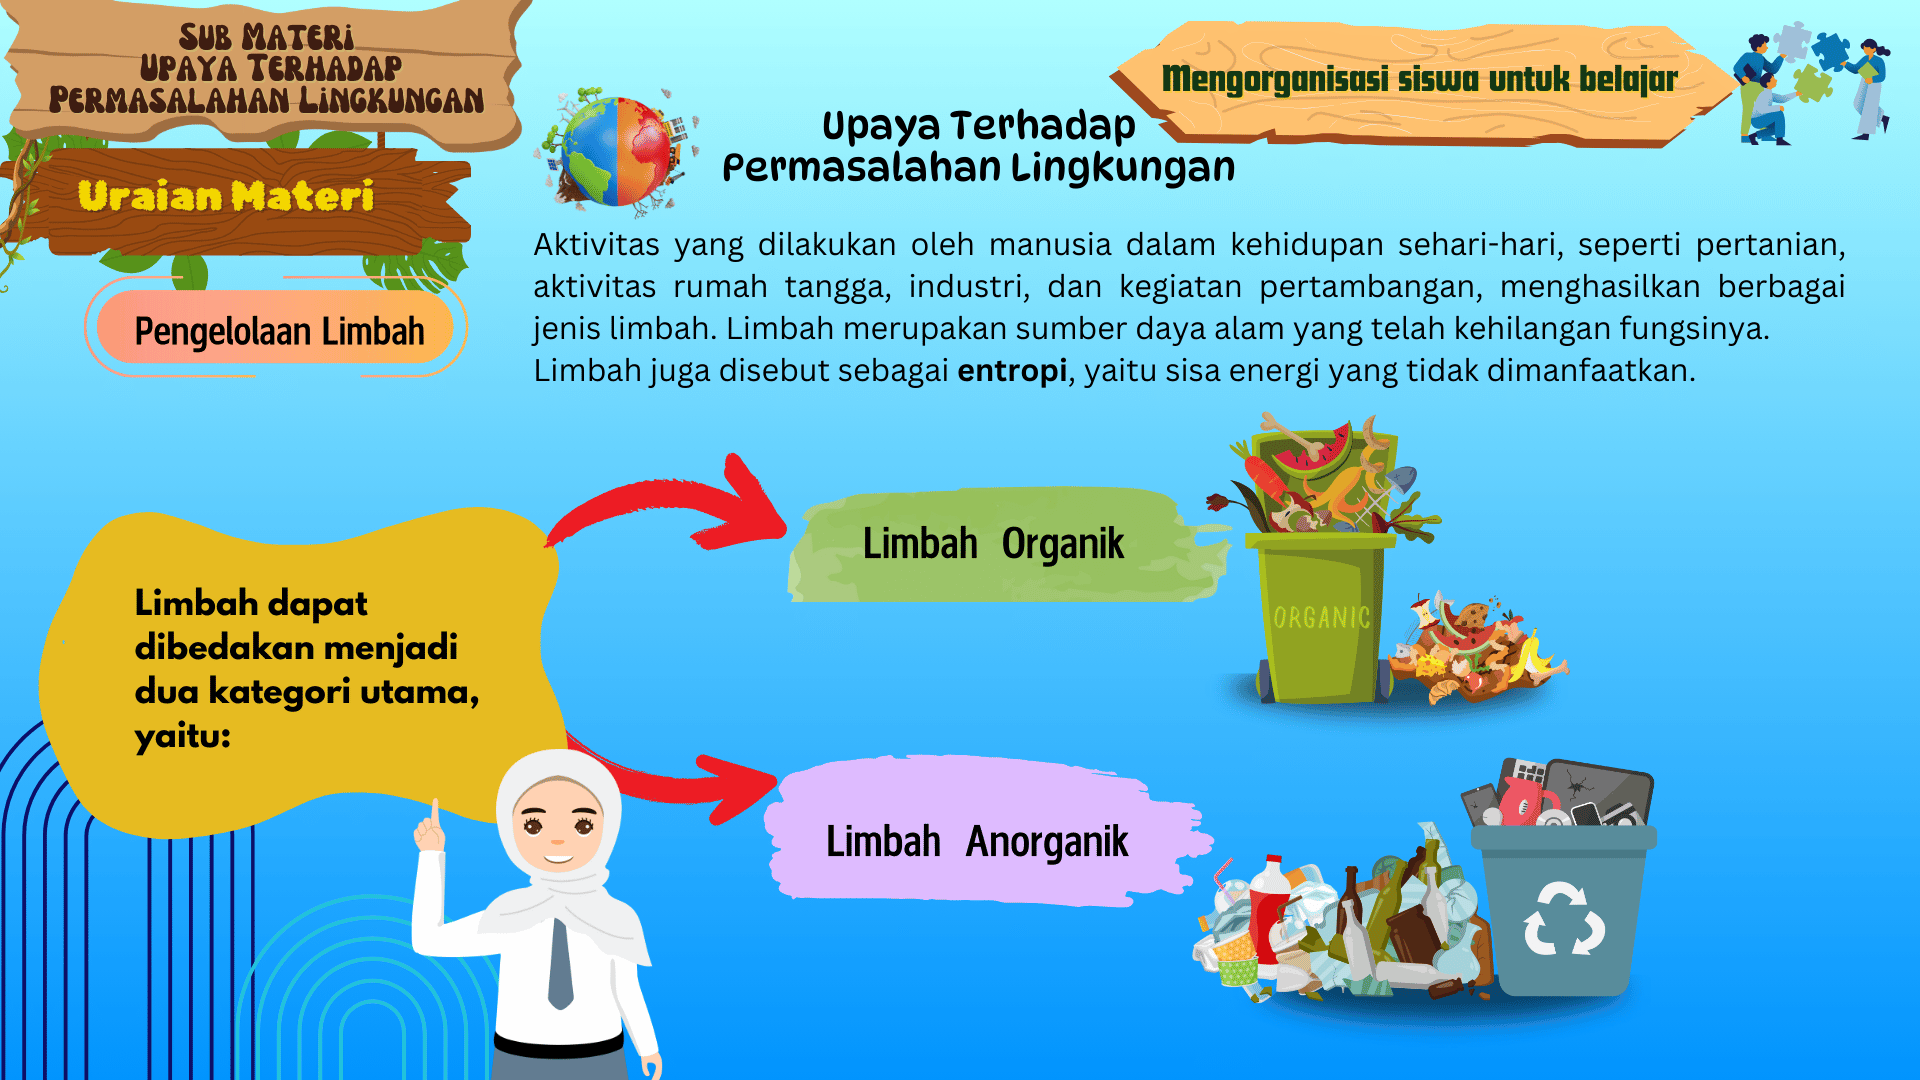 Sub Materi
Upaya Terhadap
Permasalahan Lingkungan
Uraian Materi
Pengelolaan Limbah
Mengorganisasi siswa untuk belajar
Upaya Terhadap
Permasalahan Lingkungan
Aktivitas yang dilakukan oleh manusia dalam kehidupan sehari-hari, seperti pertanian,
aktivitas rumah tangga, industri, dan kegiatan pertambangan, menghasilkan berbagai
jenis limbah. Limbah merupakan sumber daya alam yang telah kehilangan fungsinya.
Limbah juga disebut sebagai entropi, yaitu sisa energi yang tidak dimanfaatkan.
Limbah dapat
dibedakan menjadi
dua kategori utama,
yaitu:
Limbah Organik
ORGANIC
Limbah Anorganik